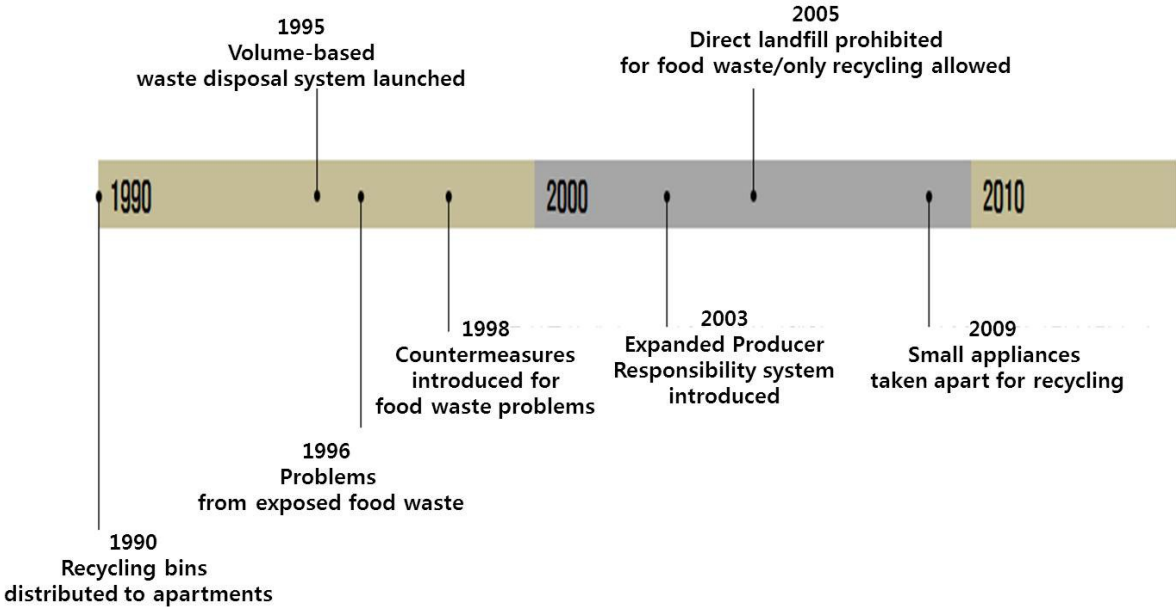 1995
Volume-based
waste disposal system launched
2005
Direct landfill prohibited
for food waste/only recycling allowed
1990
2000
2010
1998
Countermeasures
introduced for
food waste problems
2003
Expanded Producer
Responsibility system
introduced
2009
Small appliances
taken apart for recycling
1996
Problems
from exposed food waste
1990
Recycling bins
distributed to apartments